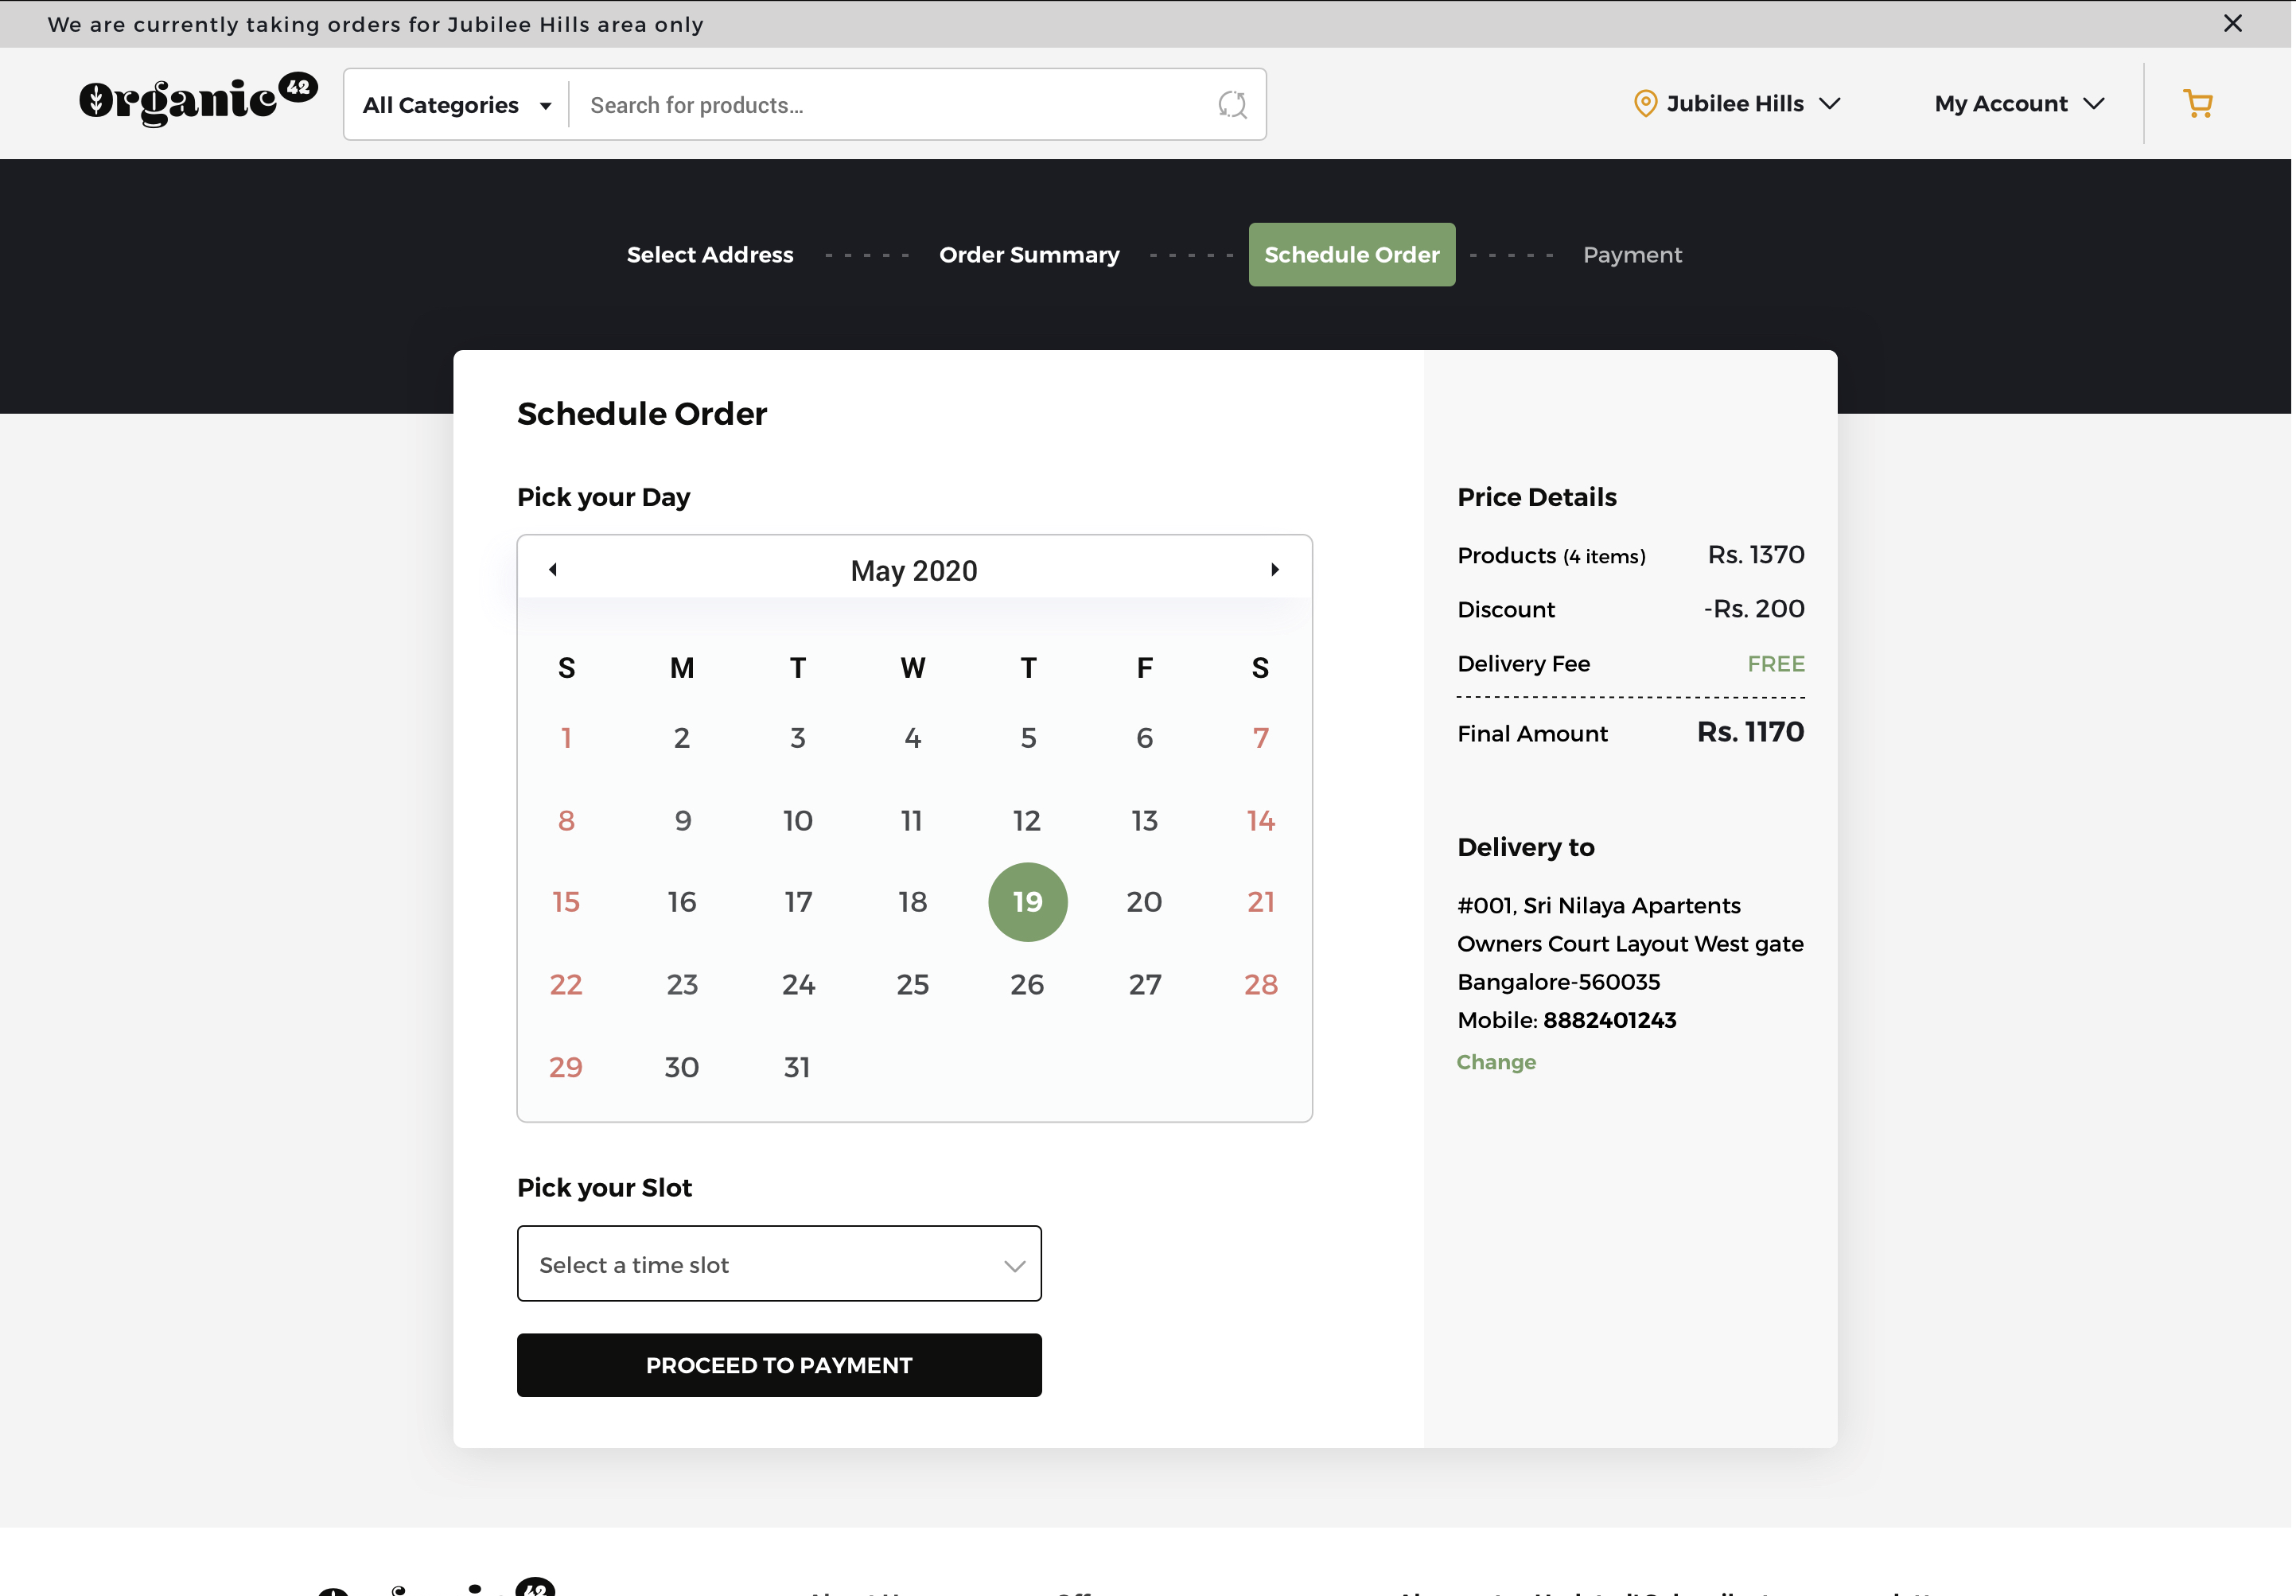 We are currently taking orders for Jubilee Hills area only
Organic 42
All Categories
Search for products...
Jubilee Hills
My Account
Select Address
Order Summary
Schedule Order
Payment
Schedule Order
Pick your Day
May 2020
S M T W T F S
1 2 3 4 5 6 7
8 9 10 11 12 13 14
15 16 17 18 19 20 21
22 23 24 25 26 27 28
29 30 31
Pick your Slot
Select a time slot
PROCEED TO PAYMENT
Price Details
Products (4 items) Rs. 1370
Discount -Rs. 200
Delivery Fee FREE
Final Amount Rs. 1170
Delivery to
#001, Sri Nilaya Apartents
Owners Court Layout West gate
Bangalore-560035
Mobile: 8882401243
Change
42